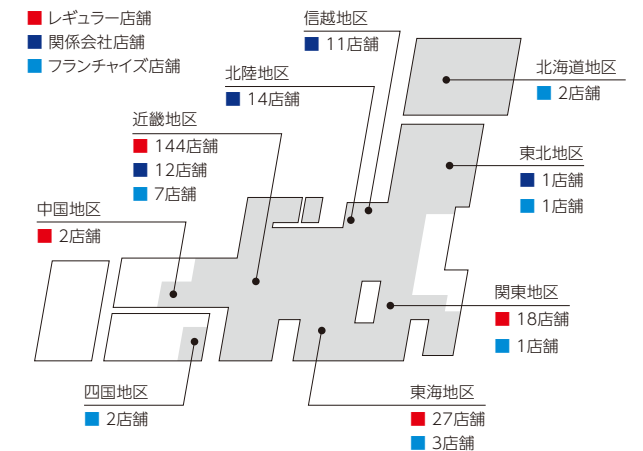 レギュラー店舗
関係会社店舗
フランチャイズ店舗
信越地区
11店舗
北陸地区
14店舗
北海道地区
2店舗
近畿地区
144店舗
12店舗
7店舗
東北地区
1店舗
1店舗
中国地区
2店舗
関東地区
18店舗
1店舗
四国地区
2店舗
東海地区
27店舗
3店舗